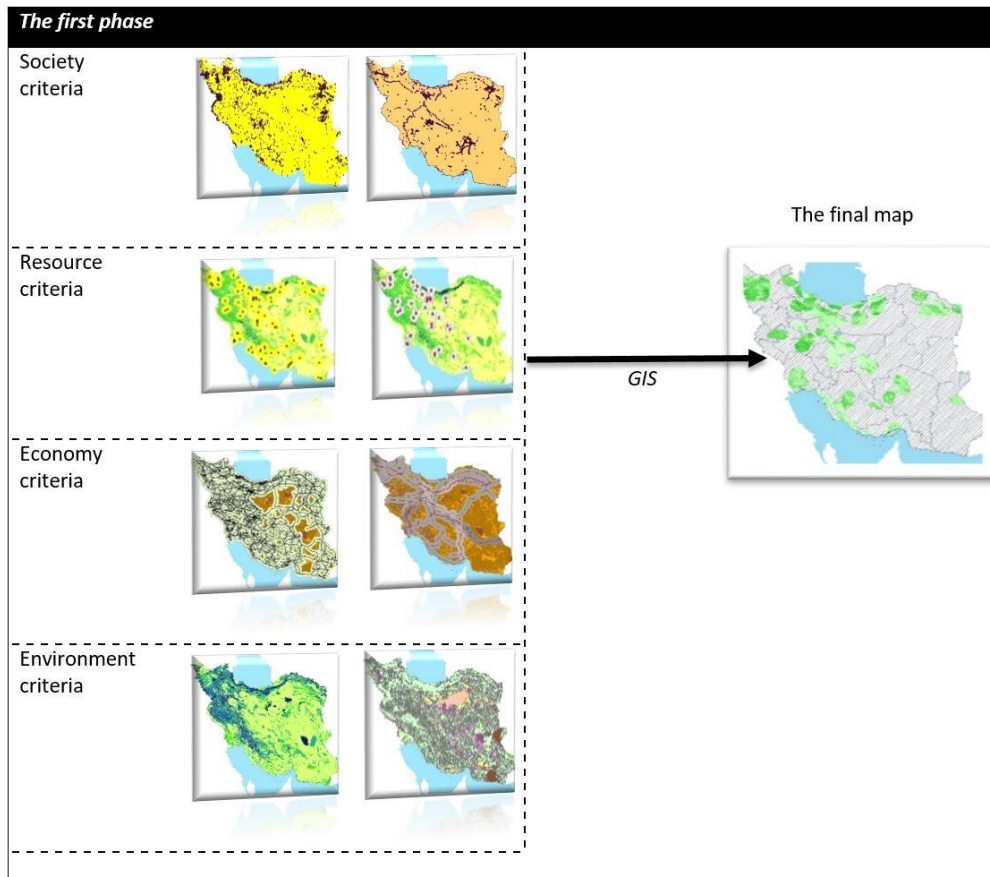 The first phase
Society
criteria
Resource
criteria
Economy
criteria
Environment
criteria
The final map
GIS